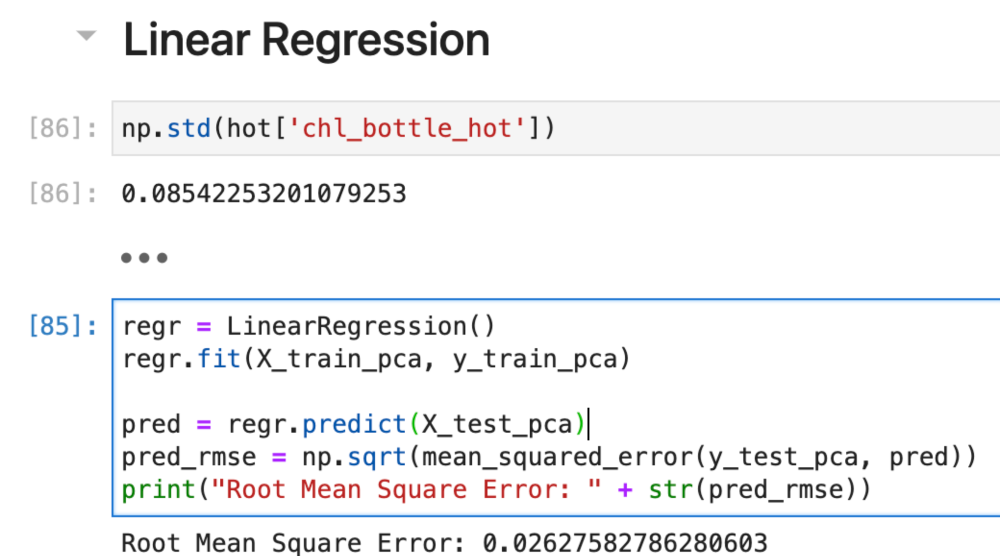 Linear Regression
[86]: np.std(hot['chl_bottle_hot'])
[86]: 0.08542253201079253
[85]: regr = LinearRegression()
regr.fit(X_train_pca, y_train_pca)
pred = regr.predict(X_test_pca)
pred_rmse = np.sqrt(mean_squared_error(y_test_pca, pred))
print("Root Mean Square Error: " + str(pred_rmse))
Root Mean Square Error: 0.02627582786280603